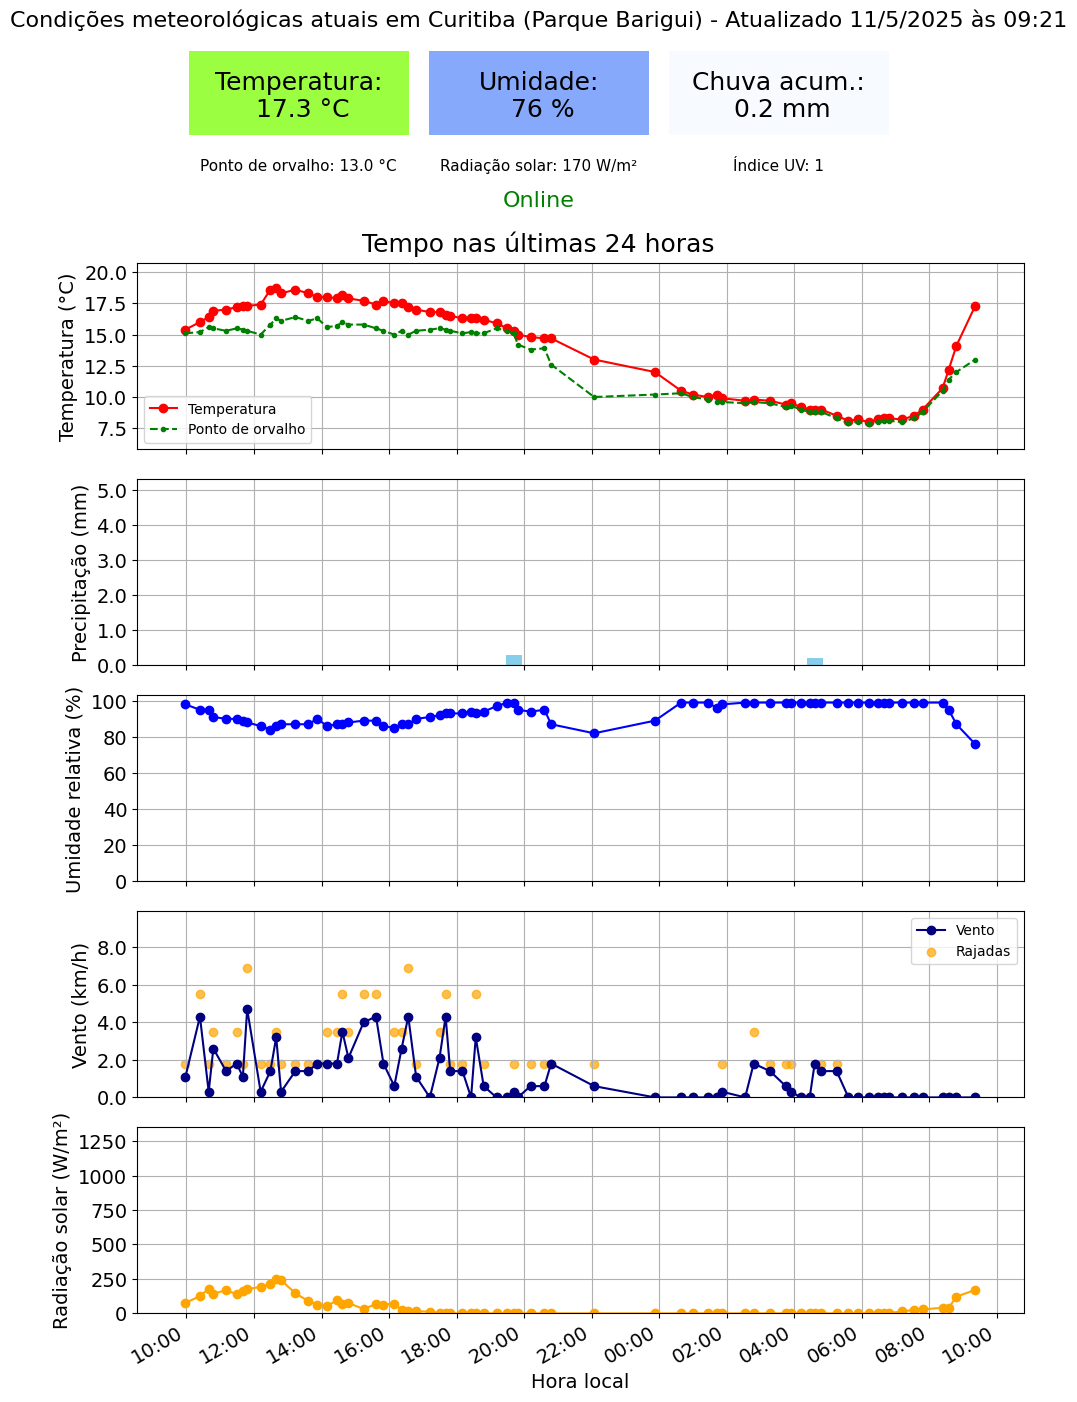 Condições meteorológicas atuais em Curitiba (Parque Barigui) - Atualizado 11/5/2025 às 09:21
Temperatura:
17.3 °C
Umidade:
76 %
Chuva acum.:
0.2 mm
Ponto de orvalho: 13.0 °C
Radiação solar: 170 W/m²
Índice UV: 1
Online
Tempo nas últimas 24 horas
Temperatura (°C)
20.0
17.5
15.0
12.5
10.0
7.5
Temperatura
Ponto de orvalho
Precipitação (mm)
5.0
4.0
3.0
2.0
1.0
0.0
Umidade relativa (%)
100
80
60
40
20
0
Vento (km/h)
8.0
6.0
4.0
2.0
0.0
Vento
Rajadas
Radiação solar (W/m²)
1250
1000
750
500
250
0
10:00
12:00
14:00
16:00
18:00
20:00
22:00
00:00
02:00
04:00
06:00
08:00
10:00
Hora local